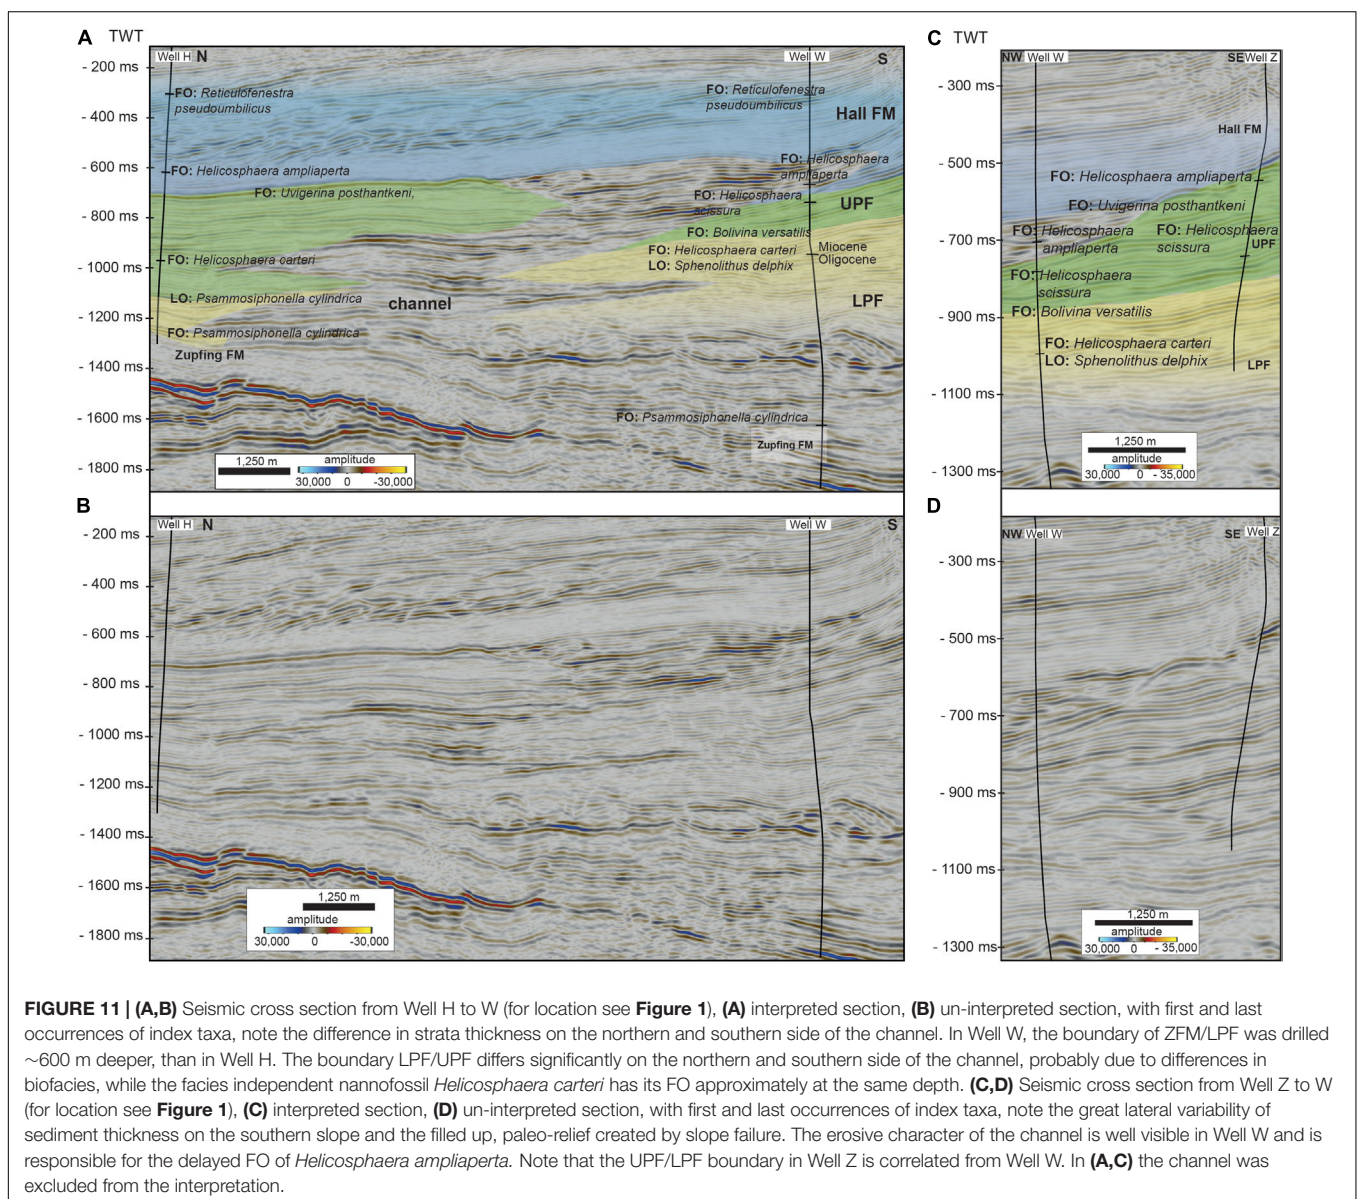 A TWT
Well H N
Well W
S
- 200 ms
- 400 ms
- 600 ms
- 800 ms
- 1000 ms
- 1200 ms
- 1400 ms
- 1600 ms
- 1800 ms
FO: Reticulofenestra
pseudoumbilicus
FO: Reticulofenestra
pseudoumbilicus
Hall FM
FO: Helicosphaera
ampliaperta
FO: Helicosphaera ampliaperta
FO: Uvigerina posthantkeni,
FO: Helicosphaera
scissura
UPF
FO: Bolivina versatilis
FO: Helicosphaera carteri
LO: Sphenolithus delphix
Miocene
Oligocene
FO: Helicosphaera carteri
LO: Psammosiphonella cylindrica
channel
LPF
FO: Psammosiphonella cylindrica
Zupfing FM
FO: Psammosiphonella cylindrica
Zupfing FM
1,250 m
amplitude
30,000 0 -30,000
B
Well H N
Well W
S
- 200 ms
- 400 ms
- 600 ms
- 800 ms
- 1000 ms
- 1200 ms
- 1400 ms
- 1600 ms
- 1800 ms
1,250 m
amplitude
30,000 0 -30,000
C TWT
NW Well W
SE Well Z
- 300 ms
- 500 ms
- 700 ms
- 900 ms
- 1100 ms
- 1300 ms
Hall FM
FO: Helicosphaera ampliaperta
FO: Uvigerina posthantkeni
FO: Helicosphaera
ampliaperta
FO: Helicosphaera
scissura
UPF
FO: Helicosphaera
scissura
FO: Bolivina versatilis
FO: Helicosphaera carteri
LO: Sphenolithus delphix
LPF
1,250 m
amplitude
30,000 0 - 35,000
D
NW Well W
SE Well Z
- 300 ms
- 500 ms
- 700 ms
- 900 ms
- 1100 ms
- 1300 ms
1,250 m
amplitude
30,000 0 - 35,000
FIGURE 11 | (A,B) Seismic cross section from Well H to W (for location see Figure 1), (A) interpreted section, (B) un-interpreted section, with first and last
occurrences of index taxa, note the difference in strata thickness on the northern and southern side of the channel. In Well W, the boundary of ZFM/LPF was drilled
∼600 m deeper, than in Well H. The boundary LPF/UPF differs significantly on the northern and southern side of the channel, probably due to differences in
biofacies, while the facies independent nannofossil Helicosphaera carteri has its FO approximately at the same depth. (C,D) Seismic cross section from Well Z to W
(for location see Figure 1), (C) interpreted section, (D) un-interpreted section, with first and last occurrences of index taxa, note the great lateral variability of
sediment thickness on the southern slope and the filled up, paleo-relief created by slope failure. The erosive character of the channel is well visible in Well W and is
responsible for the delayed FO of Helicosphaera ampliaperta. Note that the UPF/LPF boundary in Well Z is correlated from Well W. In (A,C) the channel was
excluded from the interpretation.